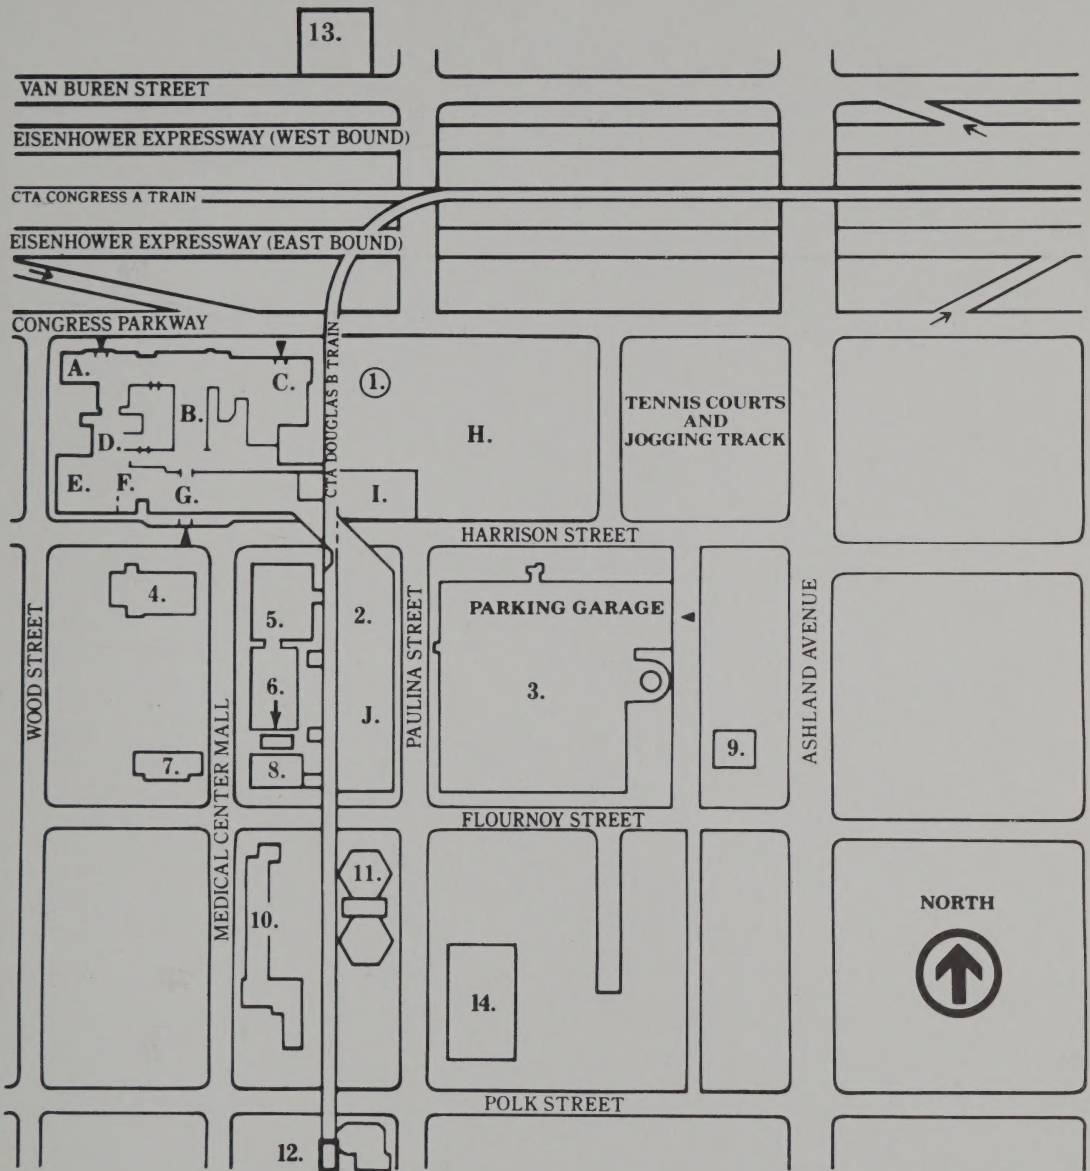 13.
VAN BUREN STREET
EISENHOWER EXPRESSWAY (WEST BOUND)
CTA CONGRESS A TRAIN
EISENHOWER EXPRESSWAY (EAST BOUND)
CONGRESS PARKWAY
A.
C.
CTA DOUGLAS B TRAIN
1.
B.
D.
H.
TENNIS COURTS
AND
JOGGING TRACK
E.
F.
G.
I.
HARRISON STREET
4.
5.
2.
PARKING GARAGE
WOOD STREET
MEDICAL CENTER MALL
PAULINA STREET
ASHLAND AVENUE
6.
3.
J.
7.
8.
9.
FLOURNOY STREET
11.
10.
NORTH
14.
POLK STREET
12.